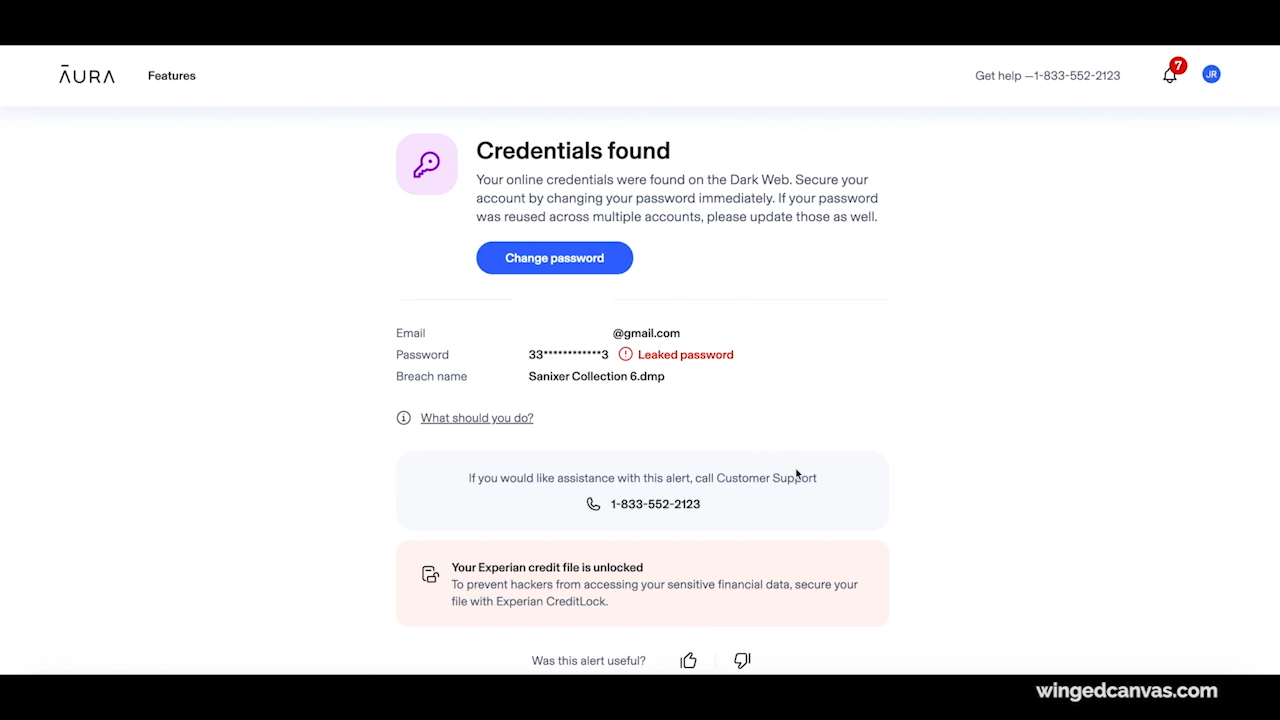 ĀURA
Features
Get help —1-833-552-2123
7
JR
Credentials found
Your online credentials were found on the Dark Web. Secure your
account by changing your password immediately. If your password
was reused across multiple accounts, please update those as well.
Change password
Email @gmail.com
Password 33************3 Leaked password
Breach name Sanixer Collection 6.dmp
What should you do?
If you would like assistance with this alert, call Customer Support
1-833-552-2123
Your Experian credit file is unlocked
To prevent hackers from accessing your sensitive financial data, secure your
file with Experian CreditLock.
Was this alert useful?
wingedcanvas.com